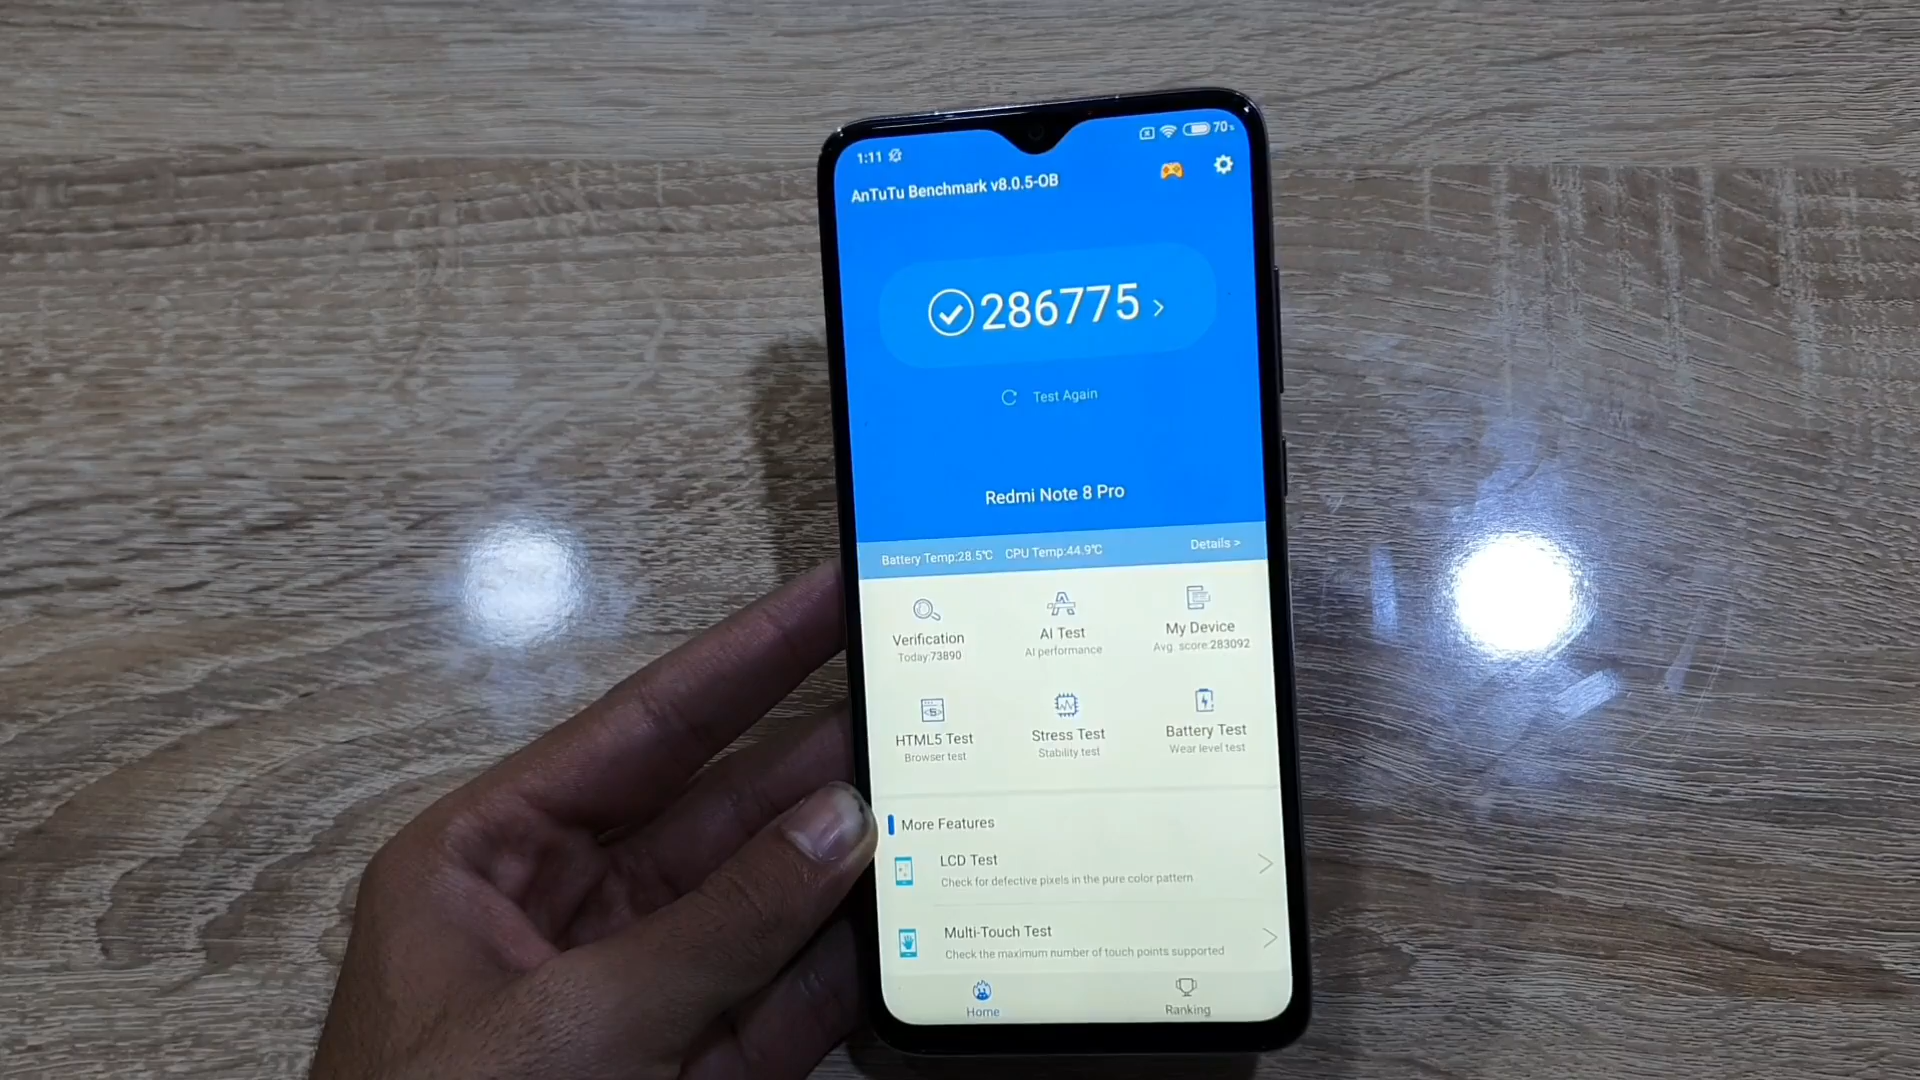 1:11
70%
AnTuTu Benchmark v8.0.5-OB
286775
Test Again
Redmi Note 8 Pro
Battery Temp:28.5℃ CPU Temp:44.9℃ Details >
Verification
Today:73890
AI Test
AI performance
My Device
Avg. score:283092
HTML5 Test
Browser test
Stress Test
Stability test
Battery Test
Wear level test
More Features
LCD Test
Check for defective pixels in the pure color pattern
Multi-Touch Test
Check the maximum number of touch points supported
Home
Ranking